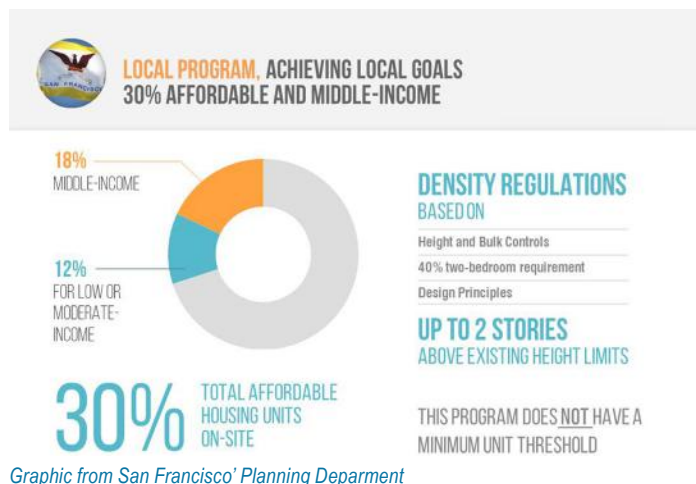 SAN FRANCISCO
LOCAL PROGRAM, ACHIEVING LOCAL GOALS
30% AFFORDABLE AND MIDDLE-INCOME
18%
MIDDLE-INCOME
12%
FOR LOW OR
MODERATE-
INCOME
30%
TOTAL AFFORDABLE
HOUSING UNITS
ON-SITE
DENSITY REGULATIONS
BASED ON
Height and Bulk Controls
40% two-bedroom requirement
Design Principles
UP TO 2 STORIES
ABOVE EXISTING HEIGHT LIMITS
THIS PROGRAM DOES NOT HAVE A
MINIMUM UNIT THRESHOLD
Graphic from San Francisco' Planning Deparment